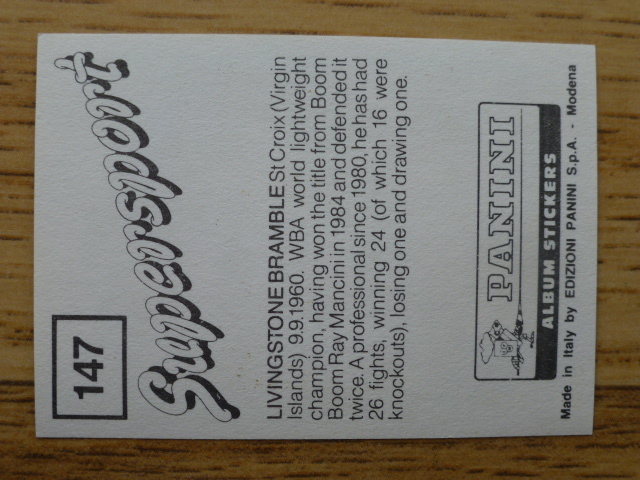 147
Supersport
LIVINGSTONE BRAMBLE St Croix (Virgin
Islands) 9.9.1960. WBA world lightweight
champion, having won the title from Boom
Boom Ray Mancini in 1984 and defended it
twice. A professional since 1980, he has had
26 fights, winning 24 (of which 16 were
knockouts), losing one and drawing one.
PANINI
ALBUM STICKERS
Made in Italy by EDIZIONI PANINI S.p.A. - Modena